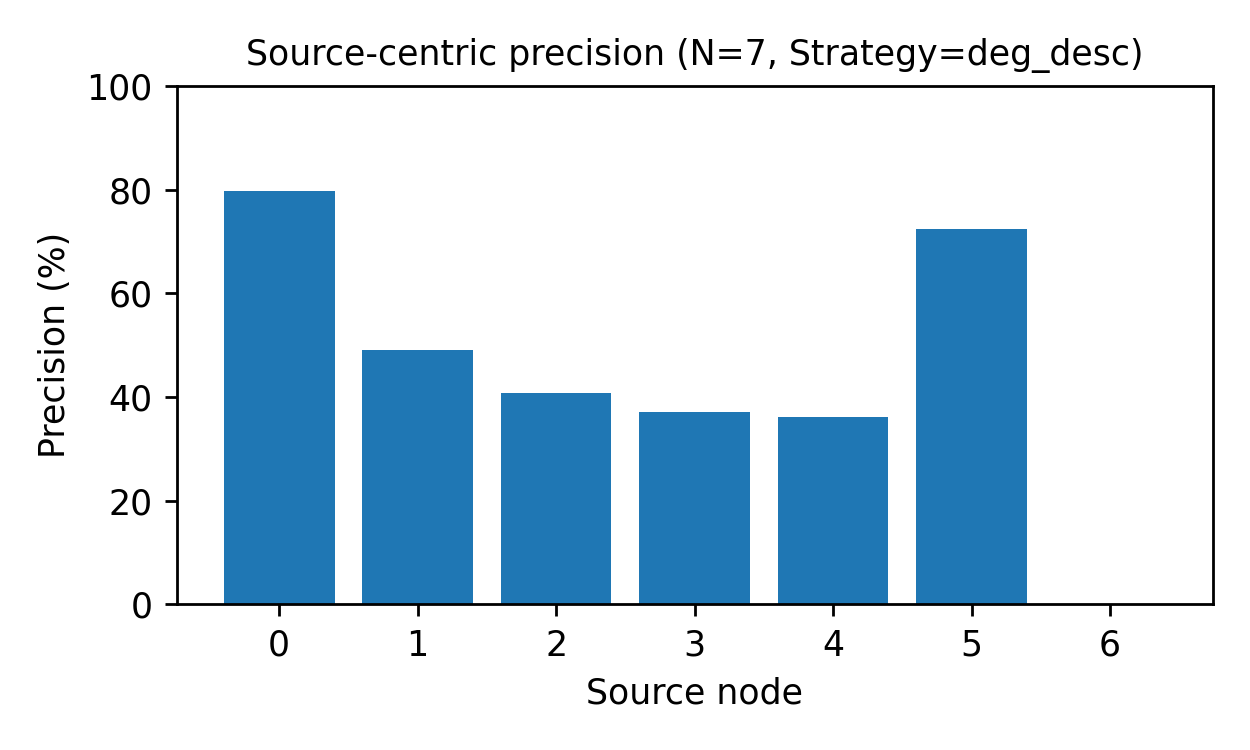 Source-centric precision (N=7, Strategy=deg_desc)
100
80
60
40
20
0
Precision (%)
0 1 2 3 4 5 6
Source node